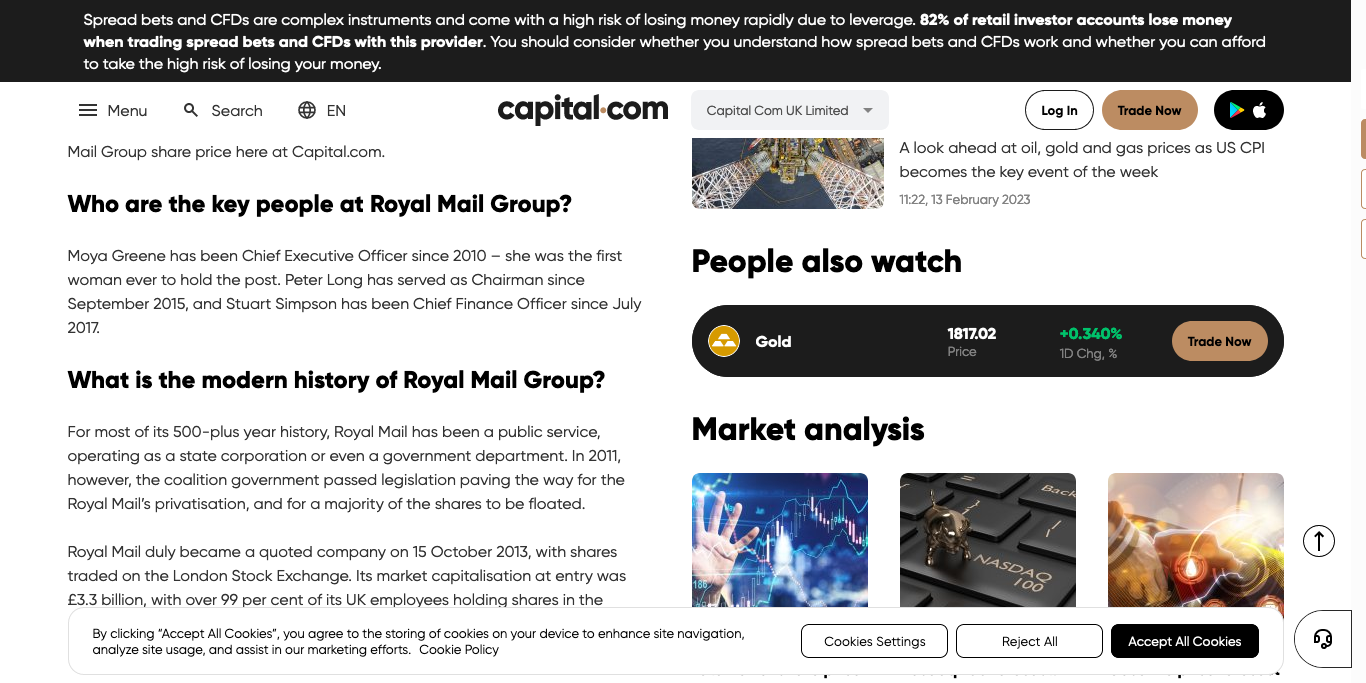 Spread bets and CFDs are complex instruments and come with a high risk of losing money rapidly due to leverage. 82% of retail investor accounts lose money
when trading spread bets and CFDs with this provider. You should consider whether you understand how spread bets and CFDs work and whether you can afford
to take the high risk of losing your money.
Menu
Search
EN
capital.com
Capital Com UK Limited
Log In
Trade Now
Mail Group share price here at Capital.com.
Who are the key people at Royal Mail Group?
Moya Greene has been Chief Executive Officer since 2010 – she was the first
woman ever to hold the post. Peter Long has served as Chairman since
September 2015, and Stuart Simpson has been Chief Finance Officer since July
2017.
What is the modern history of Royal Mail Group?
For most of its 500-plus year history, Royal Mail has been a public service,
operating as a state corporation or even a government department. In 2011,
however, the coalition government passed legislation paving the way for the
Royal Mail’s privatisation, and for a majority of the shares to be floated.
Royal Mail duly became a quoted company on 15 October 2013, with shares
traded on the London Stock Exchange. Its market capitalisation at entry was
£3.3 billion, with over 99 per cent of its UK employees holding shares in the
A look ahead at oil, gold and gas prices as US CPI
becomes the key event of the week
11:22, 13 February 2023
People also watch
Gold
1817.02
Price
+0.340%
1D Chg, %
Trade Now
Market analysis
186
Back
NASDAQ
100
By clicking “Accept All Cookies”, you agree to the storing of cookies on your device to enhance site navigation,
analyze site usage, and assist in our marketing efforts. Cookie Policy
Cookies Settings
Reject All
Accept All Cookies